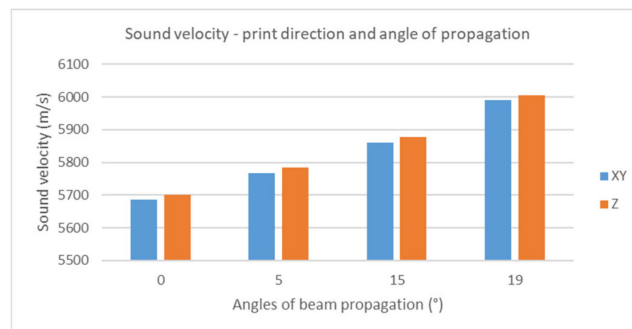 Sound velocity - print direction and angle of propagation
6100
6000
5900
5800
5700
5600
5500
Sound velocity (m/s)
0 5 15 19
Angles of beam propagation (°)
XY
Z